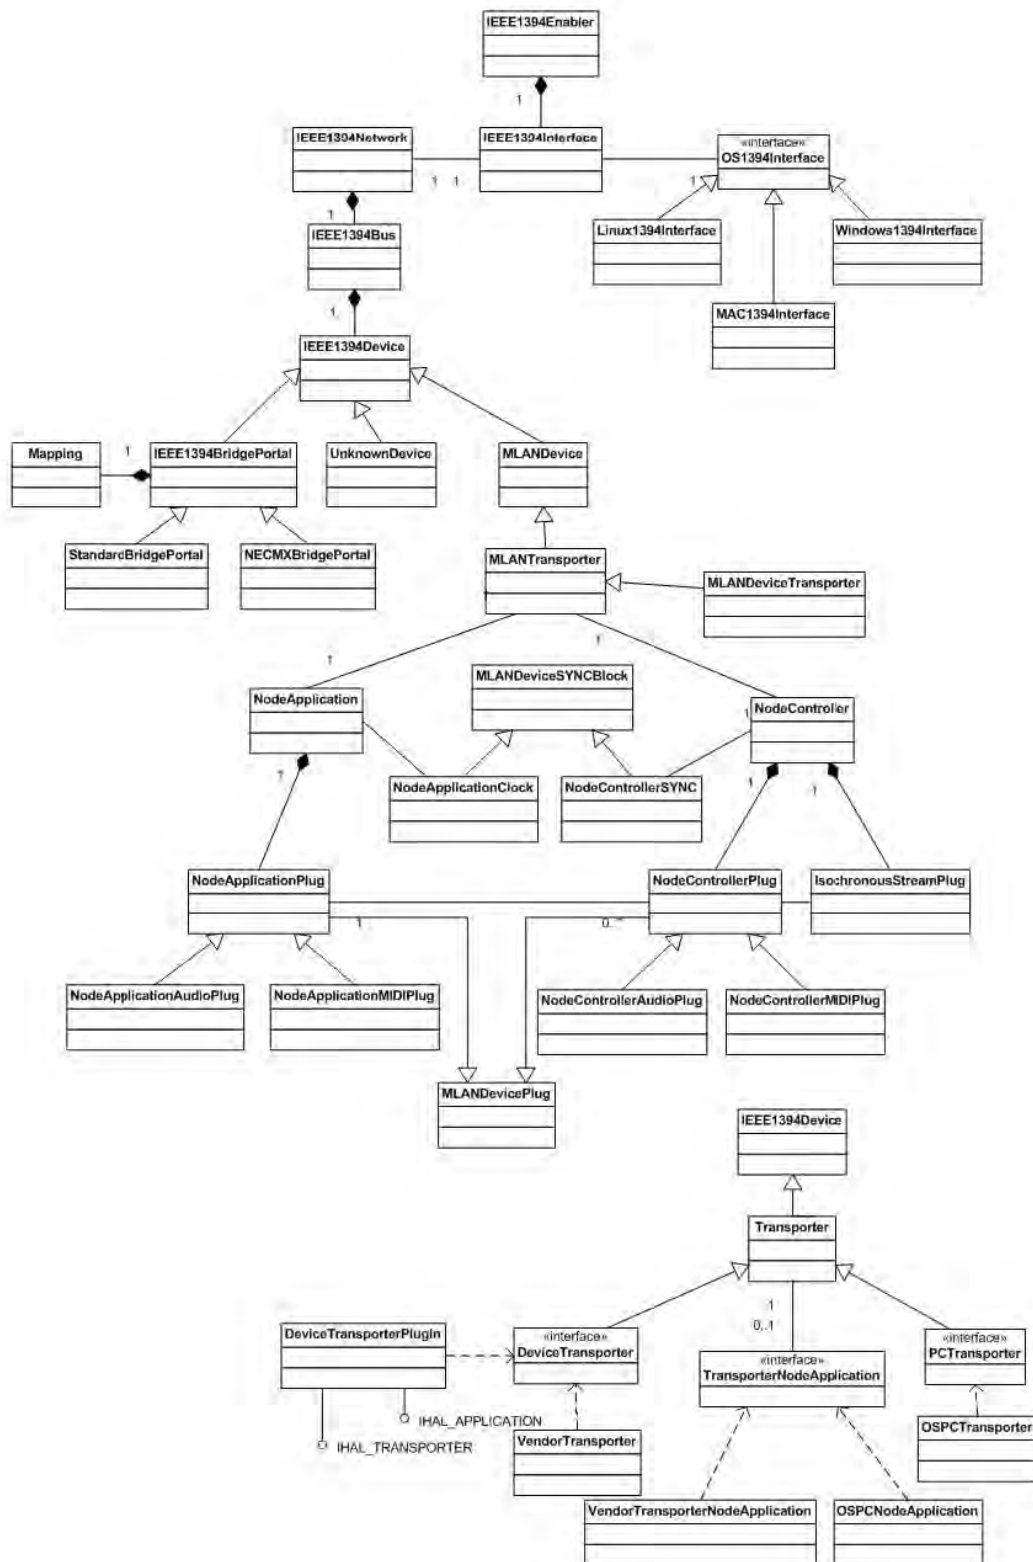 IEEE1394Enabler
1
IEEE1394Network
IEEE1394Interface
«interface»
OS1394Interface
1 1
1
1
IEEE1394Bus
Linux1394Interface
Windows1394Interface
1
MAC1394Interface
IEEE1394Device
Mapping
1
IEEE1394BridgePortal
UnknownDevice
MLANDevice
StandardBridgePortal
NECMXBridgePortal
MLANTransporter
MLANDeviceTransporter
1
1
MLANDeviceSYNCBlock
NodeApplication
NodeController
1
1
NodeApplicationClock
NodeControllerSYNC
1
1
NodeApplicationPlug
NodeControllerPlug
IsochronousStreamPlug
1
0..*
NodeApplicationAudioPlug
NodeApplicationMIDIPlug
NodeControllerAudioPlug
NodeControllerMIDIPlug
MLANDevicePlug
IEEE1394Device
Transporter
1
0..1
DeviceTransporterPlugIn
«interface»
DeviceTransporter
«interface»
TransporterNodeApplication
«interface»
PCTransporter
IHAL_APPLICATION
IHAL_TRANSPORTER
VendorTransporter
OSPCTransporter
VendorTransporterNodeApplication
OSPCNodeApplication